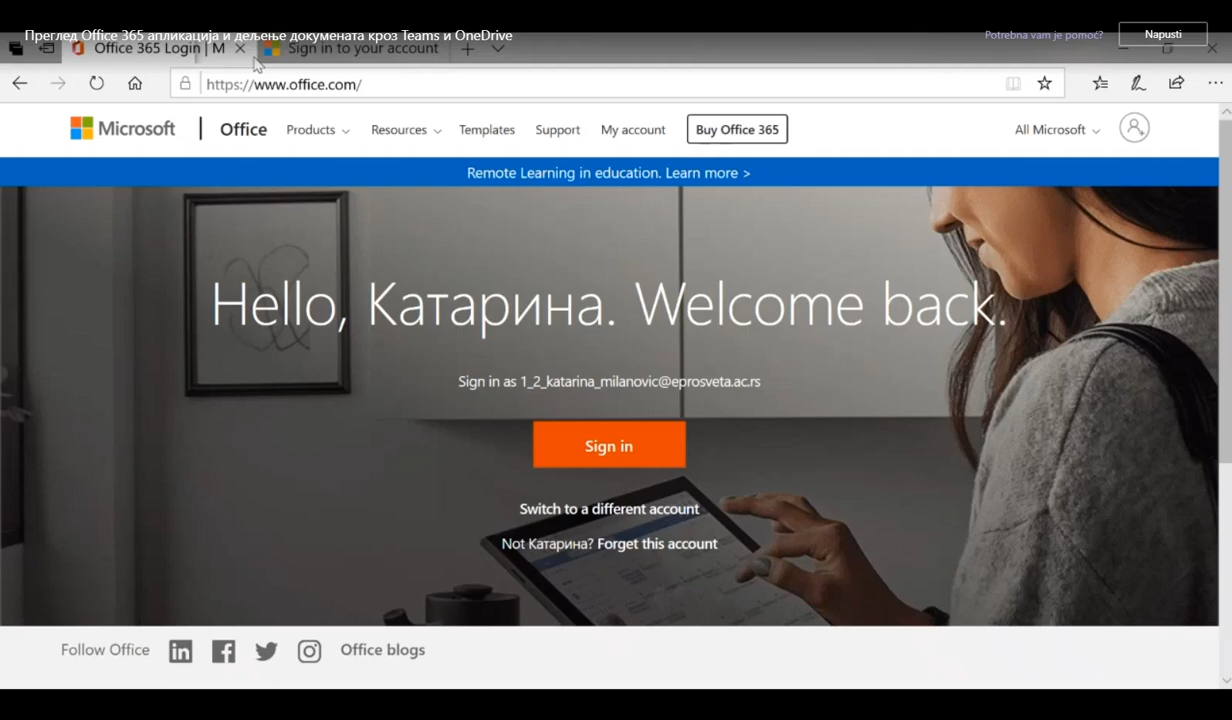 Преглед Office 365 апликација и дељење докумената кроз Teams и OneDrive
Potrebna vam je pomoć?
Napusti
Office 365 Login | M
Sign in to your account
https://www.office.com/
Microsoft
Office
Products
Resources
Templates
Support
My account
Buy Office 365
All Microsoft
Remote Learning in education. Learn more >
Hello, Катарина. Welcome back.
Sign in as 1_2_katarina_milanovic@eprosveta.ac.rs
Sign in
Switch to a different account
Not Катарина? Forget this account
Follow Office
Office blogs